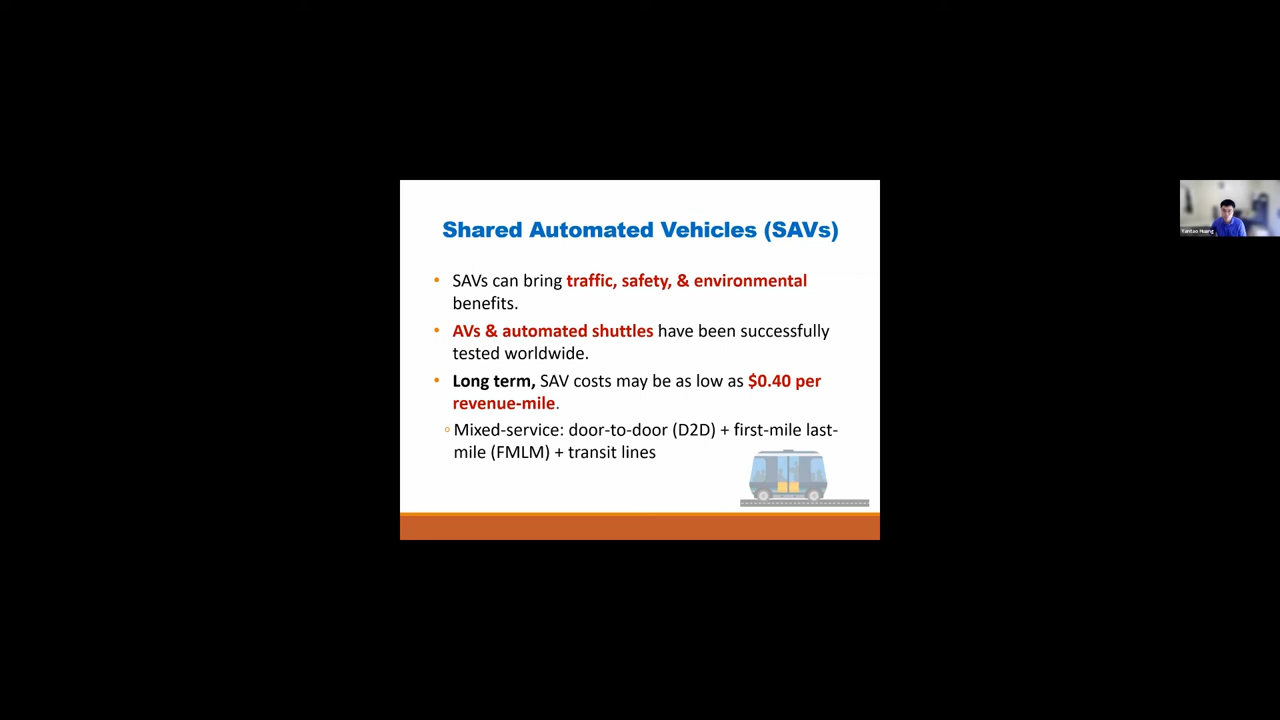 Shared Automated Vehicles (SAVs)
• SAVs can bring traffic, safety, & environmental
benefits.
• AVs & automated shuttles have been successfully
tested worldwide.
• Long term, SAV costs may be as low as $0.40 per
revenue-mile.
◦ Mixed-service: door-to-door (D2D) + first-mile last-
mile (FMLM) + transit lines
Yantao Huang